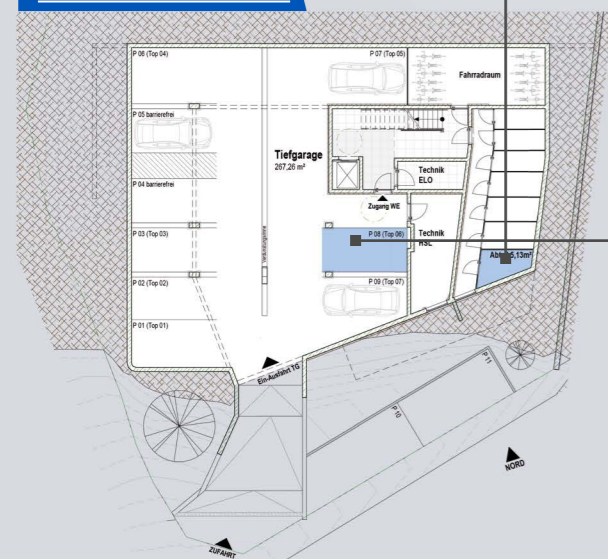 P 06 (Top 04)
P 07 (Top 05)
Fahrradraum
P 05 barrierefrei
Tiefgarage
267,26 m²
Technik
ELO
P 04 barrierefrei
Zugang WE
P 03 (Top 03)
P 08 (Top 06)
Technik
HSL
5,13m²
P 02 (Top 02)
P 09 (Top 07)
P 01 (Top 01)
Ein-Ausfahrt TG
P 11
P 10
NORD
ZUFAHRT